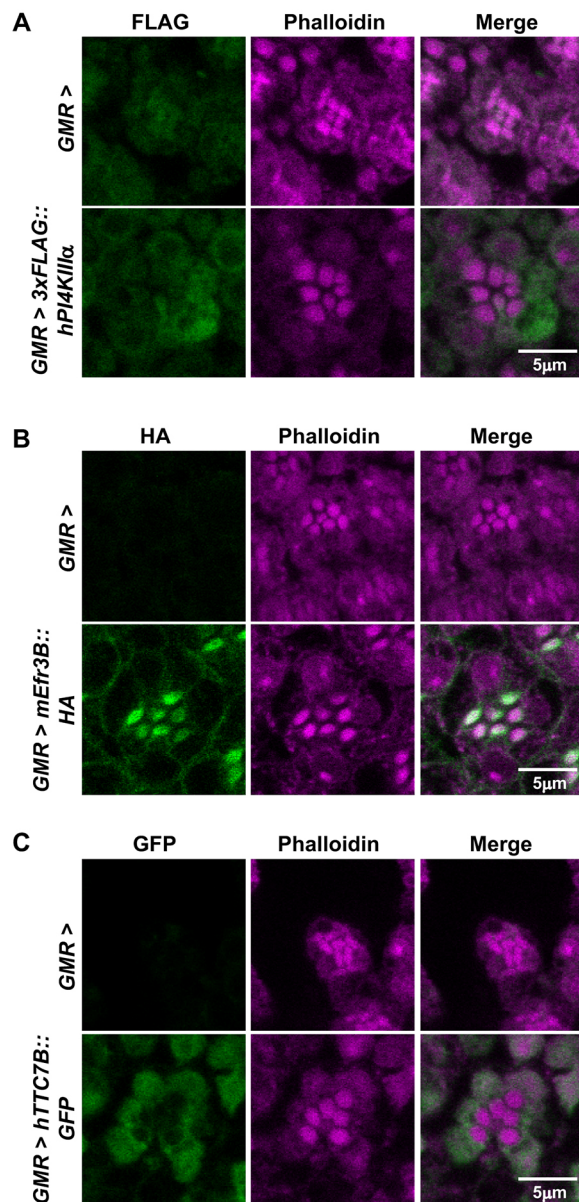 A
FLAG Phalloidin Merge
GMR >
GMR > 3xFLAG::
hPI4KIIIα
5μm
B
HA Phalloidin Merge
GMR >
GMR > mEfr3B::
HA
5μm
C
GFP Phalloidin Merge
GMR >
GMR > hTTC7B::
GFP
5μm